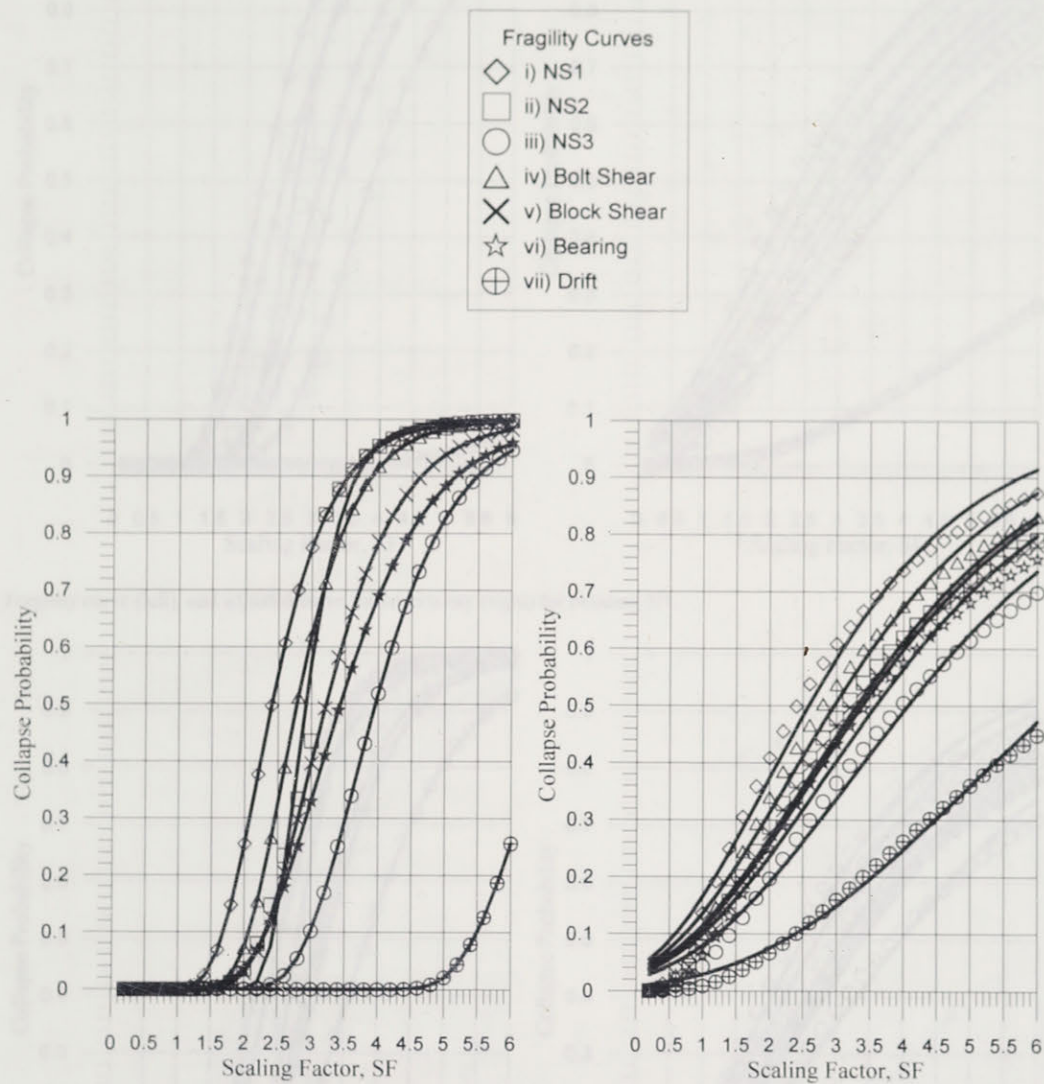 Fragility Curves
i) NS1
ii) NS2
iii) NS3
iv) Bolt Shear
v) Block Shear
vi) Bearing
vii) Drift
1
0.9
0.8
0.7
0.6
0.5
0.4
0.3
0.2
0.1
0
Collapse Probability
0 0.5 1 1.5 2 2.5 3 3.5 4 4.5 5 5.5 6
Scaling Factor, SF
1
0.9
0.8
0.7
0.6
0.5
0.4
0.3
0.2
0.1
0
Collapse Probability
0 0.5 1 1.5 2 2.5 3 3.5 4 4.5 5 5.5 6
Scaling Factor, SF